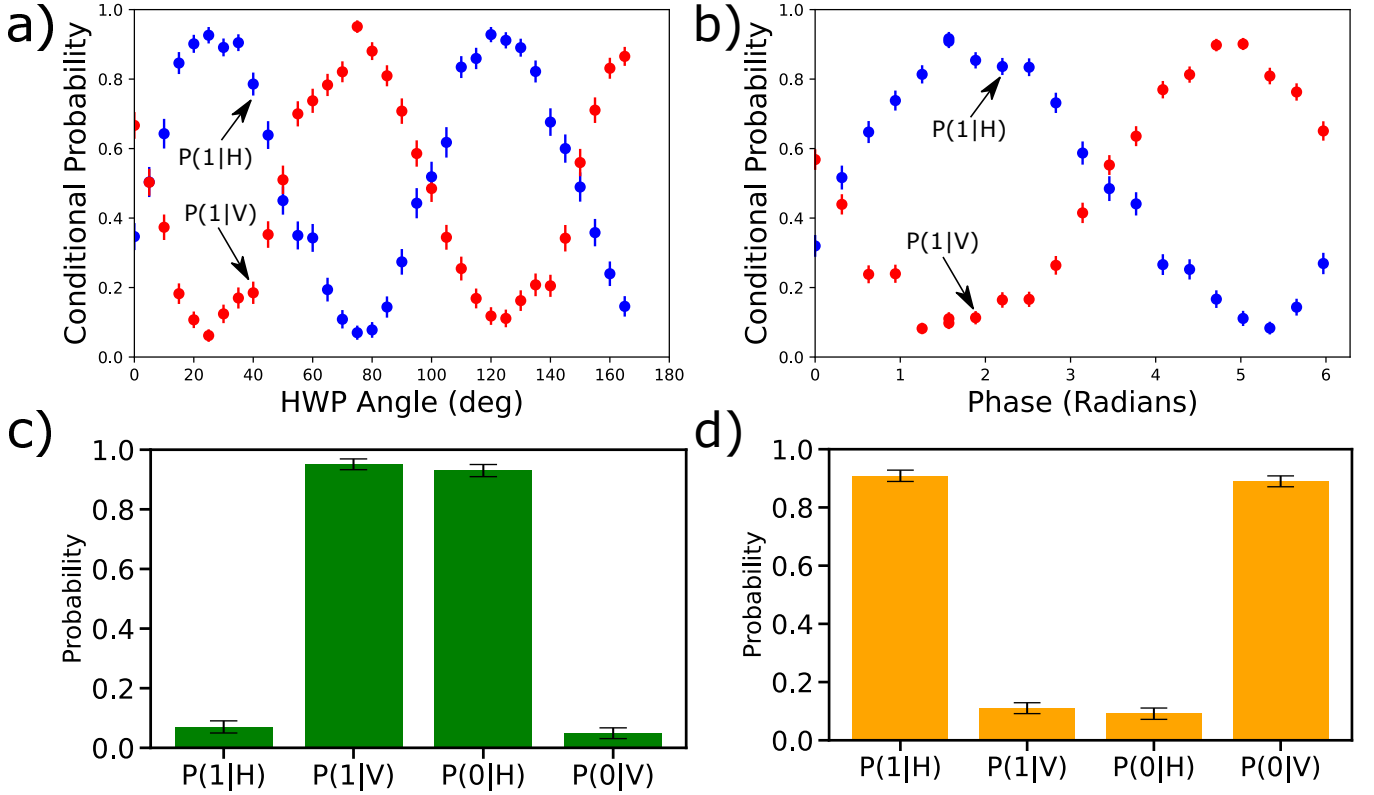 a)
Conditional Probability
1.0
0.8
0.6
0.4
0.2
0.0
P(1|H)
P(1|V)
0 20 40 60 80 100 120 140 160 180
HWP Angle (deg)
b)
Conditional Probability
1.0
0.8
0.6
0.4
0.2
0.0
P(1|H)
P(1|V)
0 1 2 3 4 5 6
Phase (Radians)
c)
Probability
1.0
0.8
0.6
0.4
0.2
0.0
P(1|H) P(1|V) P(0|H) P(0|V)
d)
Probability
1.0
0.8
0.6
0.4
0.2
0.0
P(1|H) P(1|V) P(0|H) P(0|V)